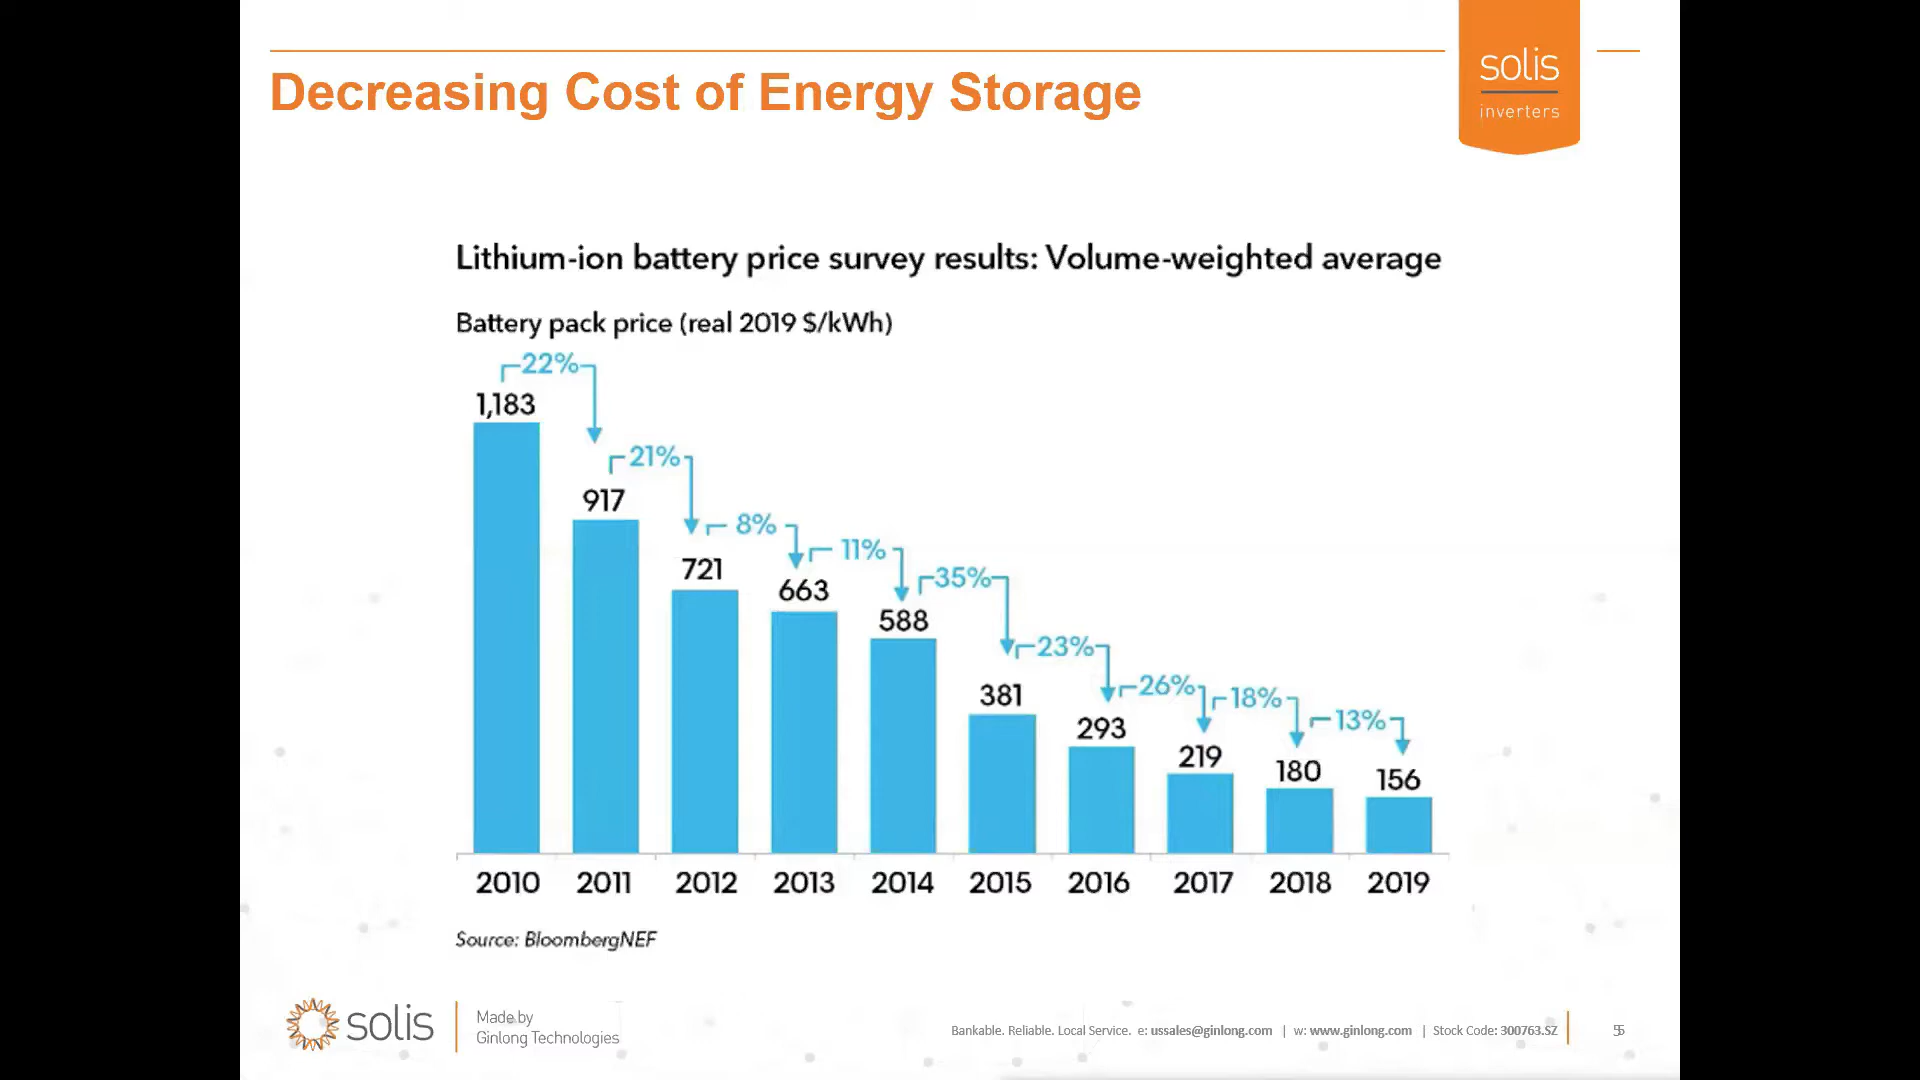 Decreasing Cost of Energy Storage
solis
inverters
Lithium-ion battery price survey results: Volume-weighted average
Battery pack price (real 2019 $/kWh)
22%
1,183
21%
917
8%
721
11%
663
35%
588
23%
381
26%
293
18%
219
13%
180
156
2010 2011 2012 2013 2014 2015 2016 2017 2018 2019
Source: BloombergNEF
solis
Made by
Ginlong Technologies
Bankable. Reliable. Local Service. e: ussales@ginlong.com | w: www.ginlong.com | Stock Code: 300763.SZ